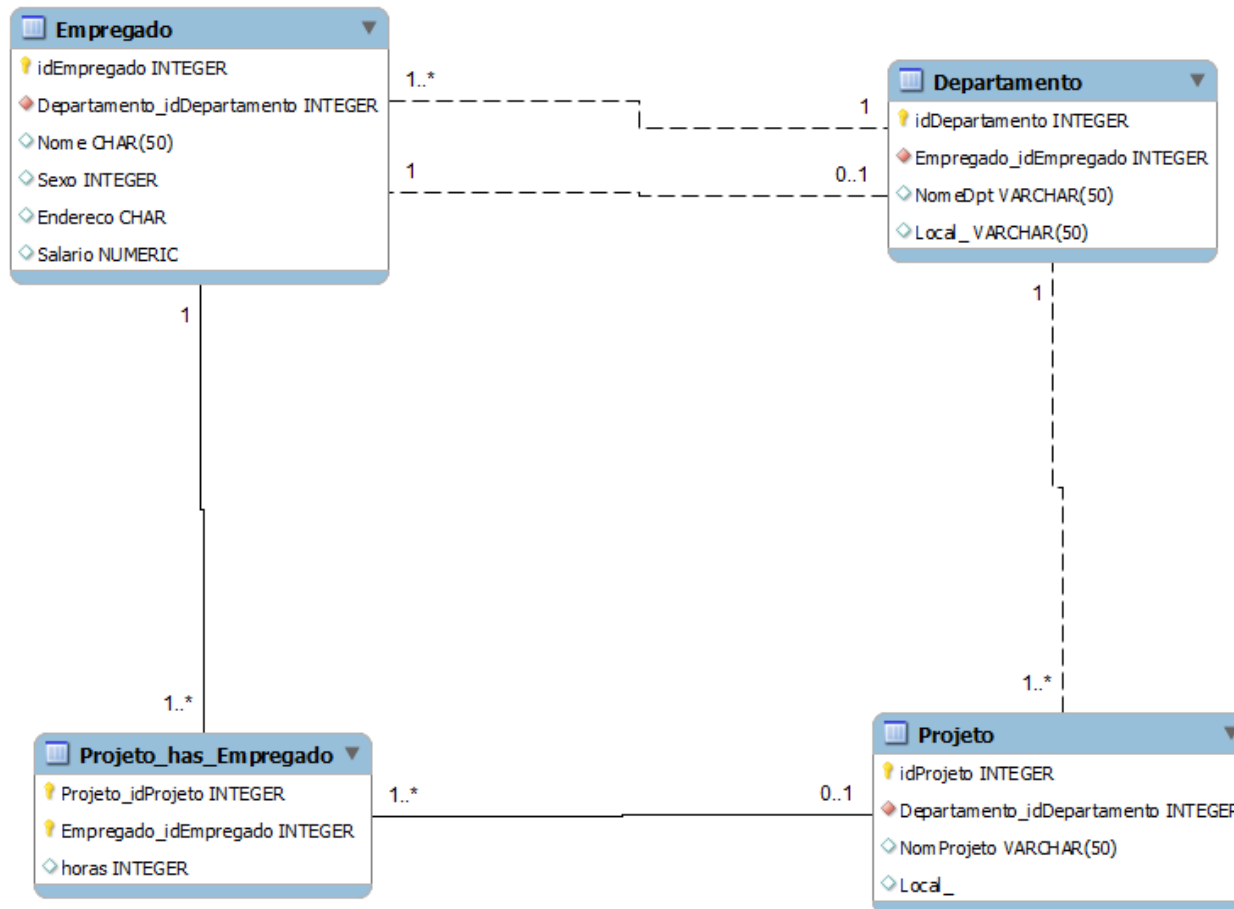 Empregado
idEmpregado INTEGER
Departamento_idDepartamento INTEGER
Nome CHAR(50)
Sexo INTEGER
Endereco CHAR
Salario NUMERIC
1..*
1
1
0..1
Departamento
idDepartamento INTEGER
Empregado_idEmpregado INTEGER
NomeDpt VARCHAR(50)
Local_ VARCHAR(50)
1
1
1..*
1..*
Projeto_has_Empregado
Projeto_idProjeto INTEGER
Empregado_idEmpregado INTEGER
horas INTEGER
1..*
0..1
Projeto
idProjeto INTEGER
Departamento_idDepartamento INTEGER
NomProjeto VARCHAR(50)
Local_